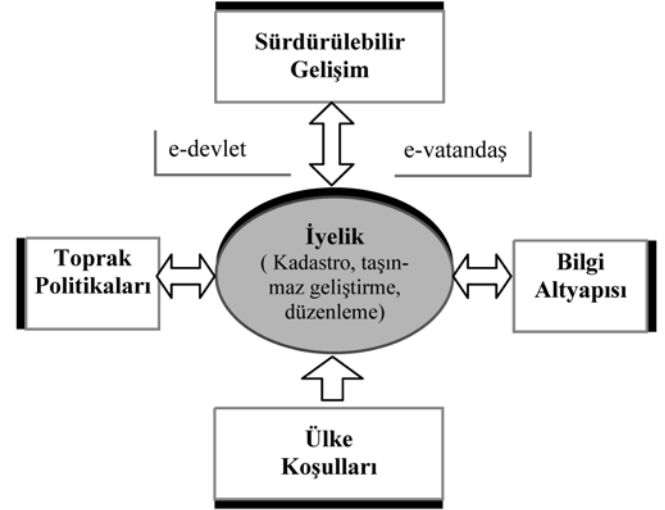 Sürdürülebilir
Gelişim
e-devlet
e-vatandaş
Toprak
Politikaları
İyelik
( Kadastro, taşın-
maz geliştirme,
düzenleme)
Bilgi
Altyapısı
Ülke
Koşulları